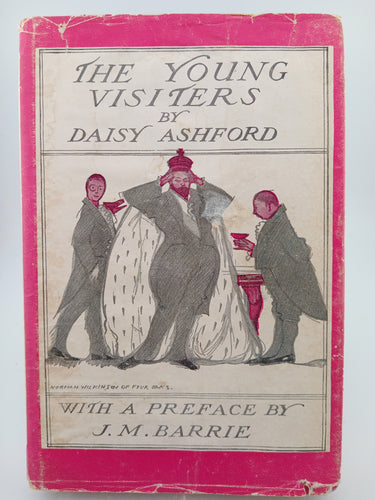 THE YOUNG
VISITERS
BY
DAISY ASHFORD
NORMAN WILKINSON OF FOUR OAKS.
WITH A PREFACE BY
J. M. BARRIE